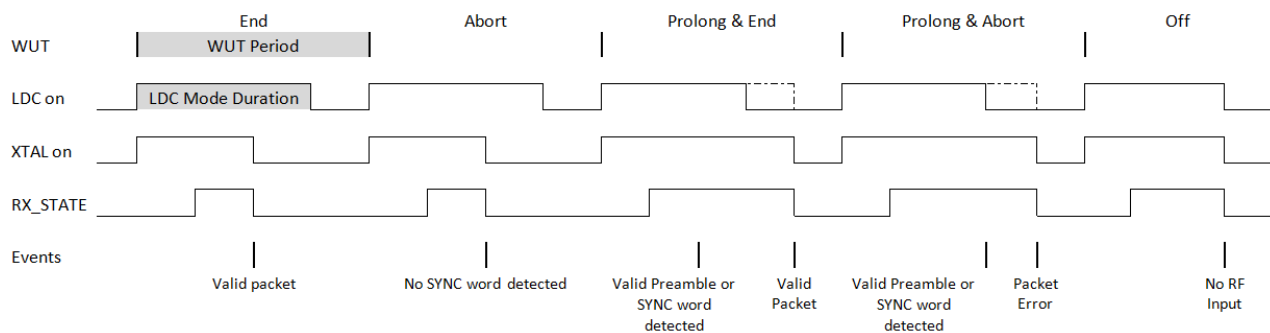 End Abort Prolong & End Prolong & Abort Off
WUT WUT Period
LDC on LDC Mode Duration
XTAL on
RX_STATE
Events
Valid packet No SYNC word detected Valid Preamble or Valid Valid Preamble or Packet No RF
SYNC word Packet SYNC word Error Input
detected detected